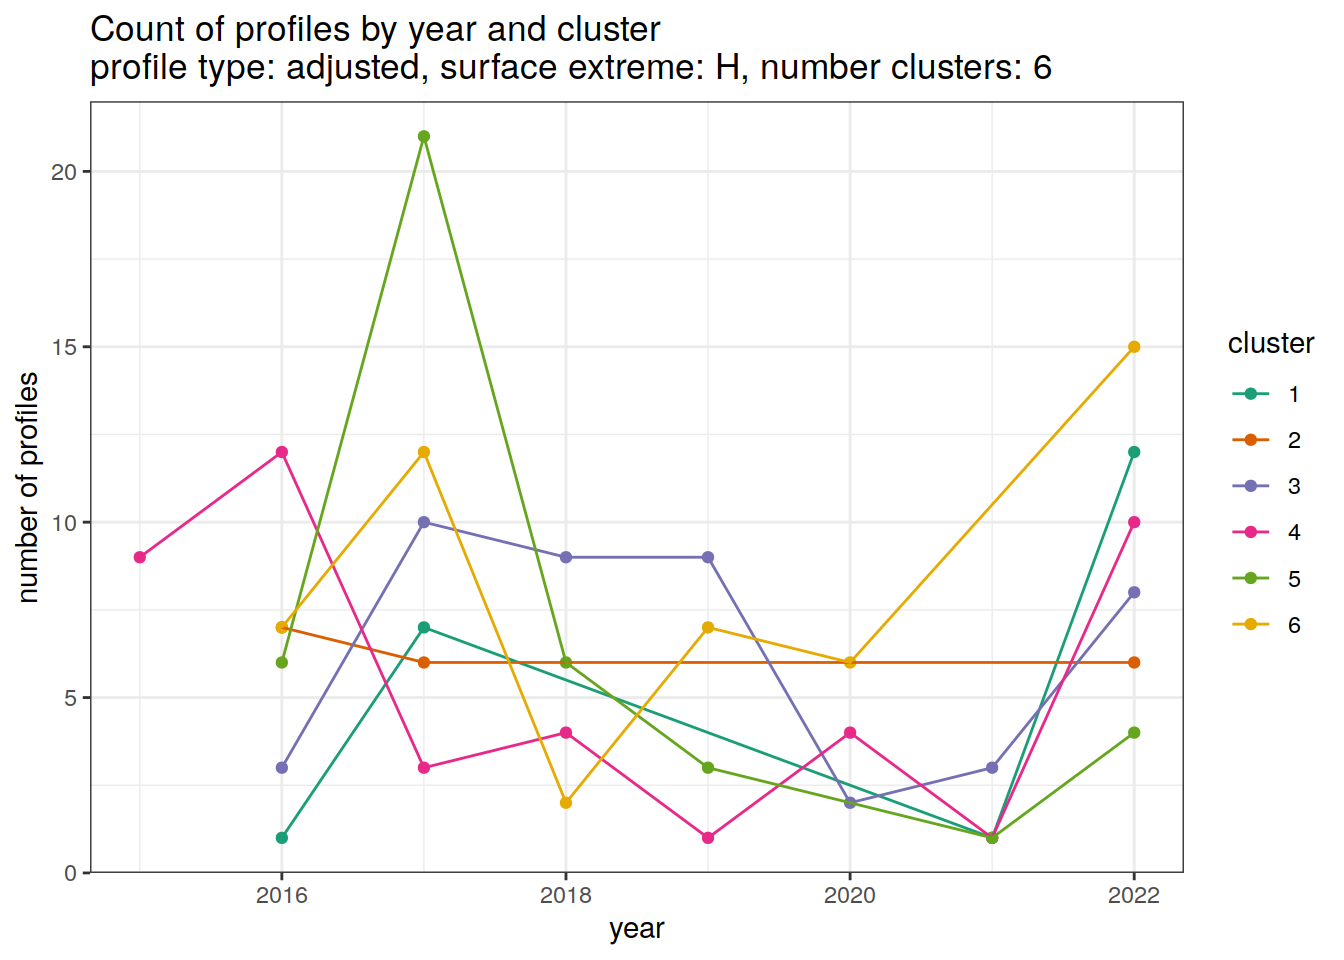 Count of profiles by year and cluster
profile type: adjusted, surface extreme: H, number clusters: 6
20
15
10
5
0
number of profiles
2016 2018 2020 2022
year
cluster
1
2
3
4
5
6